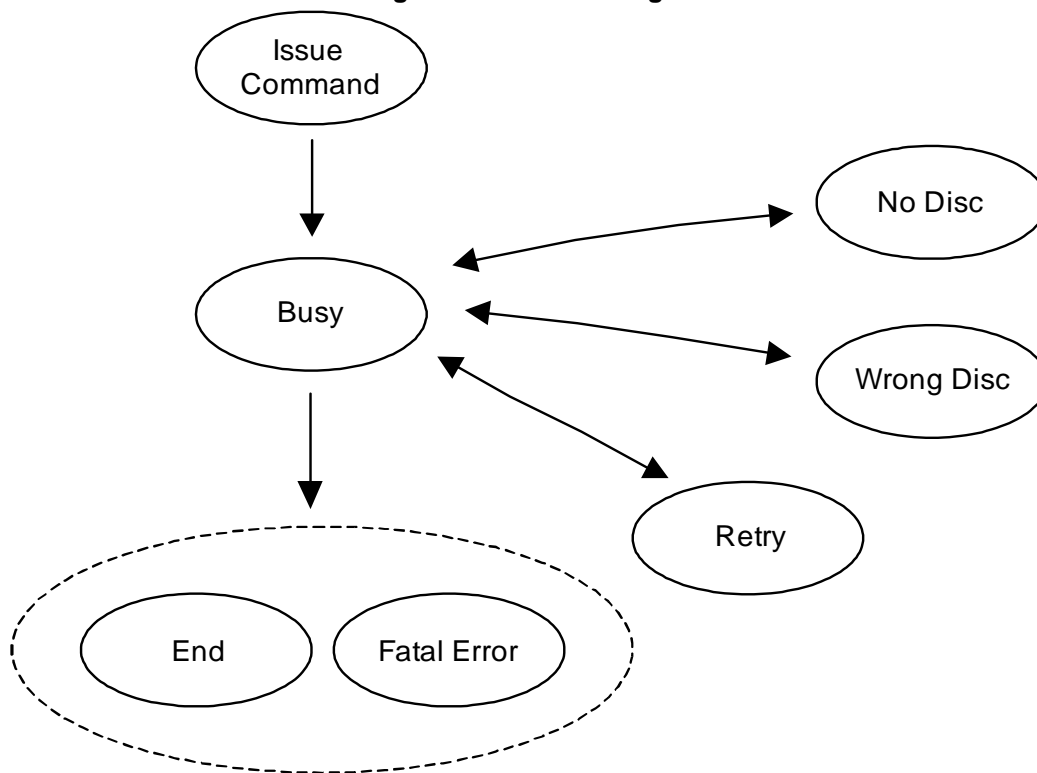 Issue
Command
No Disc
Busy
Wrong Disc
Retry
End
Fatal Error